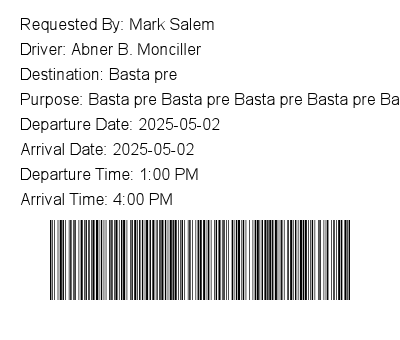 Requested By: Mark Salem
Driver: Abner B. Monciller
Destination: Basta pre
Purpose: Basta pre Basta pre Basta pre Basta pre Ba
Departure Date: 2025-05-02
Arrival Date: 2025-05-02
Departure Time: 1:00 PM
Arrival Time: 4:00 PM